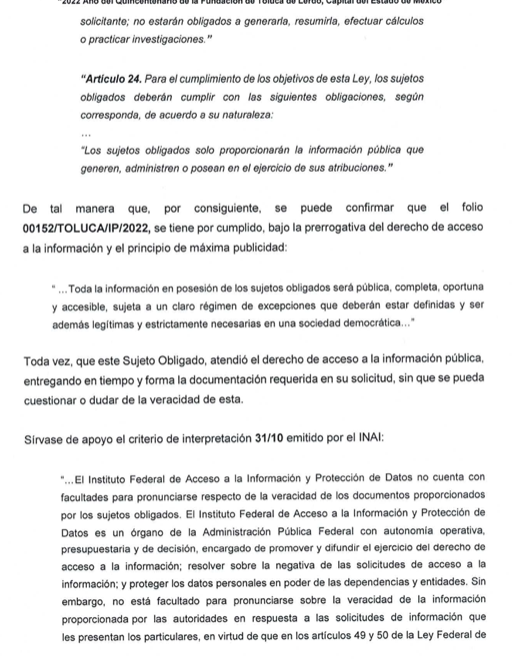 "2022 Año del Quincentenario de la Fundación de Toluca de Lerdo, Capital del Estado de México"
solicitante; no estarán obligados a generarla, resumirla, efectuar cálculos
o practicar investigaciones."
"Artículo 24. Para el cumplimiento de los objetivos de esta Ley, los sujetos
obligados deberán cumplir con las siguientes obligaciones, según
corresponda, de acuerdo a su naturaleza:
...
"Los sujetos obligados solo proporcionarán la información pública que
generen, administren o posean en el ejercicio de sus atribuciones."
De tal manera que, por consiguiente, se puede confirmar que el folio
00152/TOLUCA/IP/2022, se tiene por cumplido, bajo la prerrogativa del derecho de acceso
a la información y el principio de máxima publicidad:
" ...Toda la información en posesión de los sujetos obligados será pública, completa, oportuna
y accesible, sujeta a un claro régimen de excepciones que deberán estar definidas y ser
además legítimas y estrictamente necesarias en una sociedad democrática..."
Toda vez, que este Sujeto Obligado, atendió el derecho de acceso a la información pública,
entregando en tiempo y forma la documentación requerida en su solicitud, sin que se pueda
cuestionar o dudar de la veracidad de esta.
Sírvase de apoyo el criterio de interpretación 31/10 emitido por el INAI:
"...El Instituto Federal de Acceso a la Información y Protección de Datos no cuenta con
facultades para pronunciarse respecto de la veracidad de los documentos proporcionados
por los sujetos obligados. El Instituto Federal de Acceso a la Información y Protección de
Datos es un órgano de la Administración Pública Federal con autonomía operativa,
presupuestaria y de decisión, encargado de promover y difundir el ejercicio del derecho de
acceso a la información; resolver sobre la negativa de las solicitudes de acceso a la
información; y proteger los datos personales en poder de las dependencias y entidades. Sin
embargo, no está facultado para pronunciarse sobre la veracidad de la información
proporcionada por las autoridades en respuesta a las solicitudes de información que
les presentan los particulares, en virtud de que en los artículos 49 y 50 de la Ley Federal de